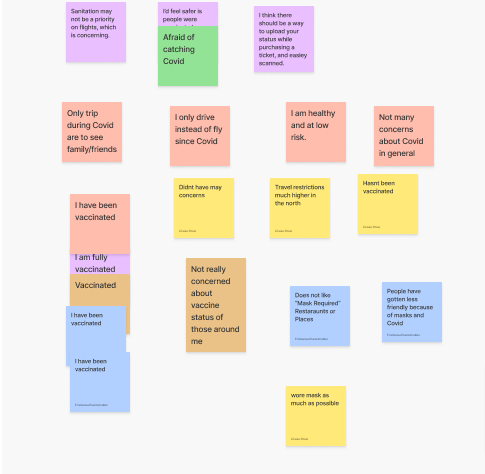 Sanitation may
not be a priority
on flights, which
is concerning.
I'd feel safer is
people were
Afraid of
catching
Covid
I think there
should be a way
to upload your
status while
purchasing a
ticket, and easiey
scanned.
Only trip
during Covid
are to see
family/friends
I only drive
instead of fly
since Covid
I am healthy
and at low
risk.
Not many
concerns
about Covid
in general
I have been
vaccinated
I am fully
vaccinated
Vaccinated
I have been
vaccinated
I have been
vaccinated
Didnt have may
concerns
Travel restrictions
much higher in
the north
Hasnt been
vaccinated
Not really
concerned
about
vaccine
status of
those around
me
Does not like
"Mask Required"
Restaraunts or
Places
People have
gotten less
friendly because
of masks and
Covid
wore mask as
much as possible